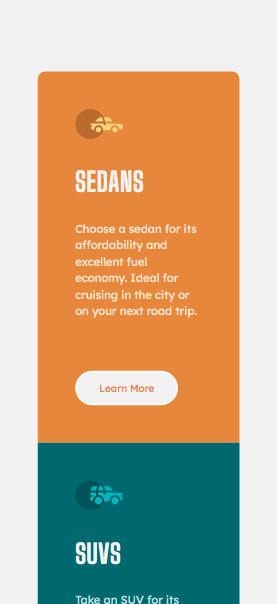 SEDANS
Choose a sedan for its
affordability and
excellent fuel
economy. Ideal for
cruising in the city or
on your next road trip.
Learn More
SUVS
Take an SUV for its